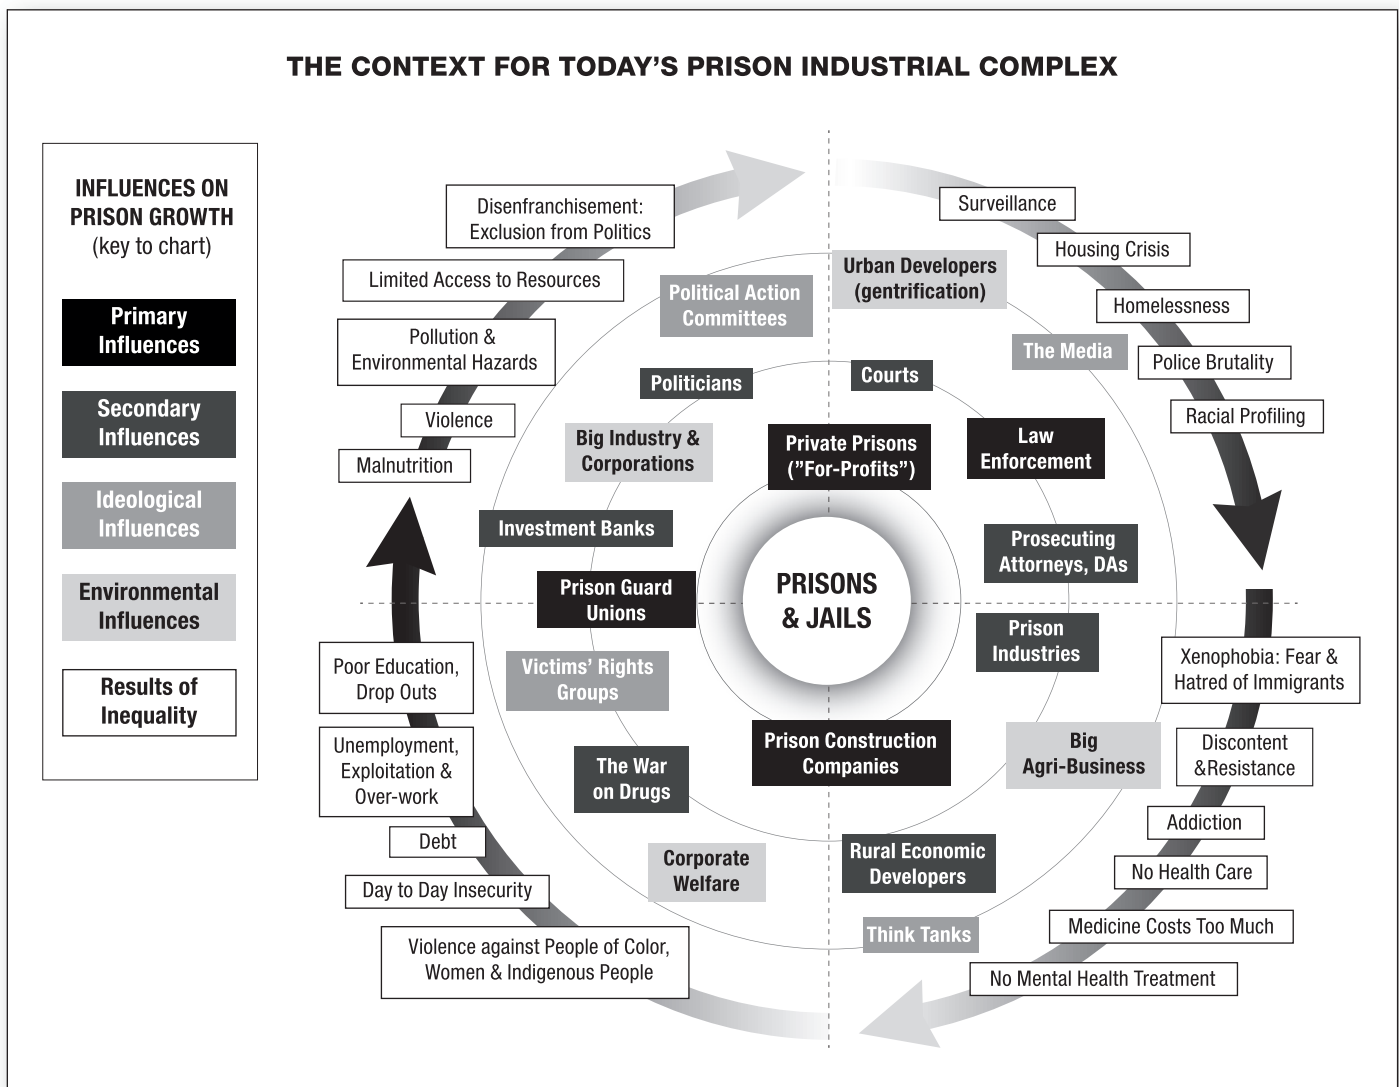 THE CONTEXT FOR TODAY’S PRISON INDUSTRIAL COMPLEX
INFLUENCES ON
PRISON GROWTH
(key to chart)
Primary
Influences
Secondary
Influences
Ideological
Influences
Environmental
Influences
Results of
Inequality
Disenfranchisement:
Exclusion from Politics
Limited Access to Resources
Pollution &
Environmental Hazards
Violence
Malnutrition
Surveillance
Housing Crisis
Homelessness
Police Brutality
Racial Profiling
Political Action
Committees
Urban Developers
(gentrification)
The Media
Politicians
Courts
Big Industry &
Corporations
Private Prisons
(”For-Profits”)
Law
Enforcement
Investment Banks
Prosecuting
Attorneys, DAs
Prison Guard
Unions
PRISONS
& JAILS
Prison
Industries
Victims’ Rights
Groups
Prison Construction
Companies
Big
Agri-Business
The War
on Drugs
Corporate
Welfare
Rural Economic
Developers
Think Tanks
Xenophobia: Fear &
Hatred of Immigrants
Discontent
&Resistance
Addiction
No Health Care
Medicine Costs Too Much
No Mental Health Treatment
Poor Education,
Drop Outs
Unemployment,
Exploitation &
Over-work
Debt
Day to Day Insecurity
Violence against People of Color,
Women & Indigenous People